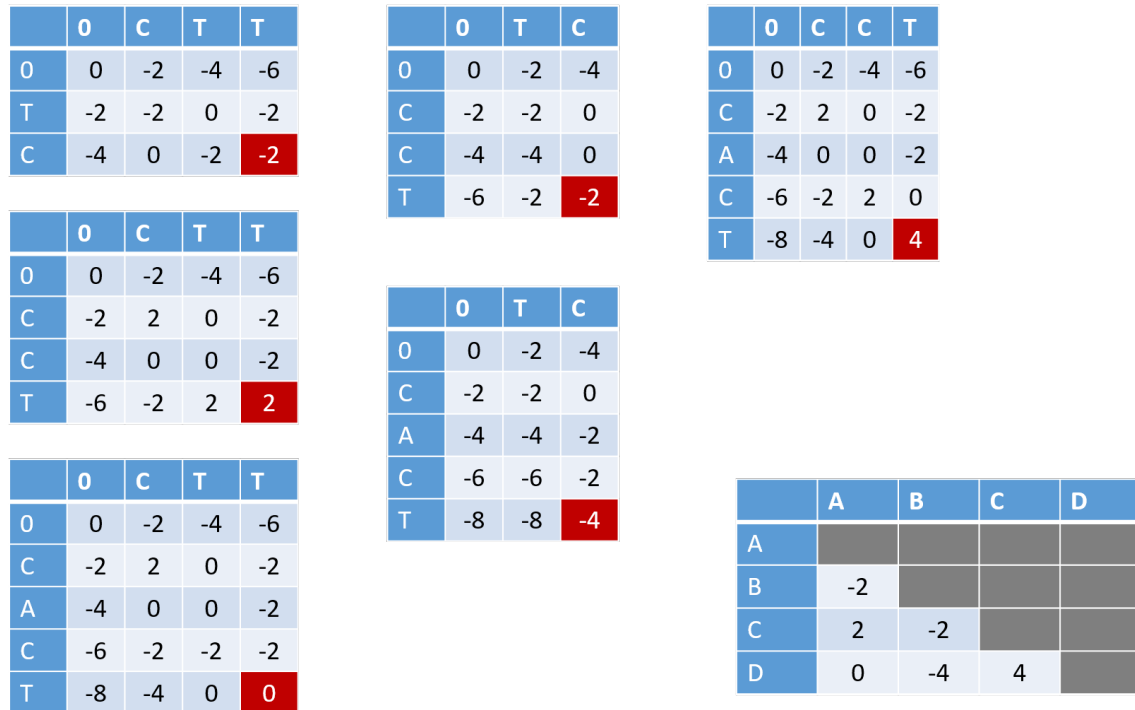 0 C T T
0 0 -2 -4 -6
T -2 -2 0 -2
C -4 0 -2 -2
0 C T T
0 0 -2 -4 -6
C -2 2 0 -2
C -4 0 0 -2
T -6 -2 2 2
0 C T T
0 0 -2 -4 -6
C -2 2 0 -2
A -4 0 0 -2
C -6 -2 -2 -2
T -8 -4 0 0
0 T C
0 0 -2 -4
C -2 -2 0
C -4 -4 0
T -6 -2 -2
0 T C
0 0 -2 -4
C -2 -2 0
A -4 -4 -2
C -6 -6 -2
T -8 -8 -4
0 C C T
0 0 -2 -4 -6
C -2 2 0 -2
A -4 0 0 -2
C -6 -2 2 0
T -8 -4 0 4
A B C D
A
B -2
C 2 -2
D 0 -4 4